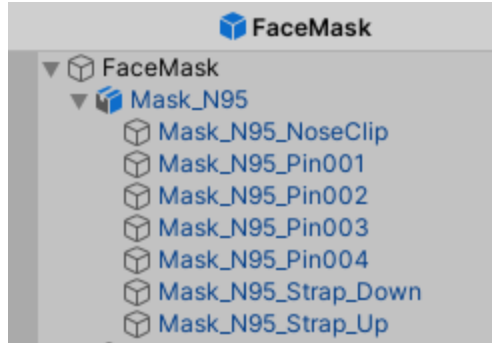 FaceMask
FaceMask
Mask_N95
Mask_N95_NoseClip
Mask_N95_Pin001
Mask_N95_Pin002
Mask_N95_Pin003
Mask_N95_Pin004
Mask_N95_Strap_Down
Mask_N95_Strap_Up